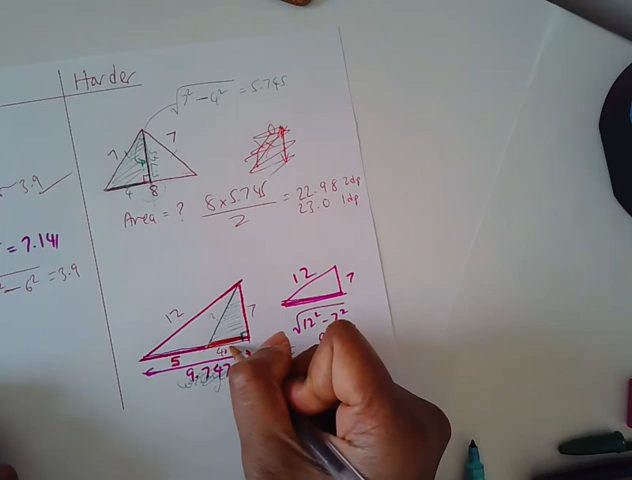 Harder
√7² - 4² = 5.745
7 7
4 8
3.9 ✓
Area = ? 8 x 5.745 / 2 = 22.98 2dp
23.0 1dp
= 7.141
- 6² = 3.9
12 7
12 7
√12² - 7²
5 4
9.747